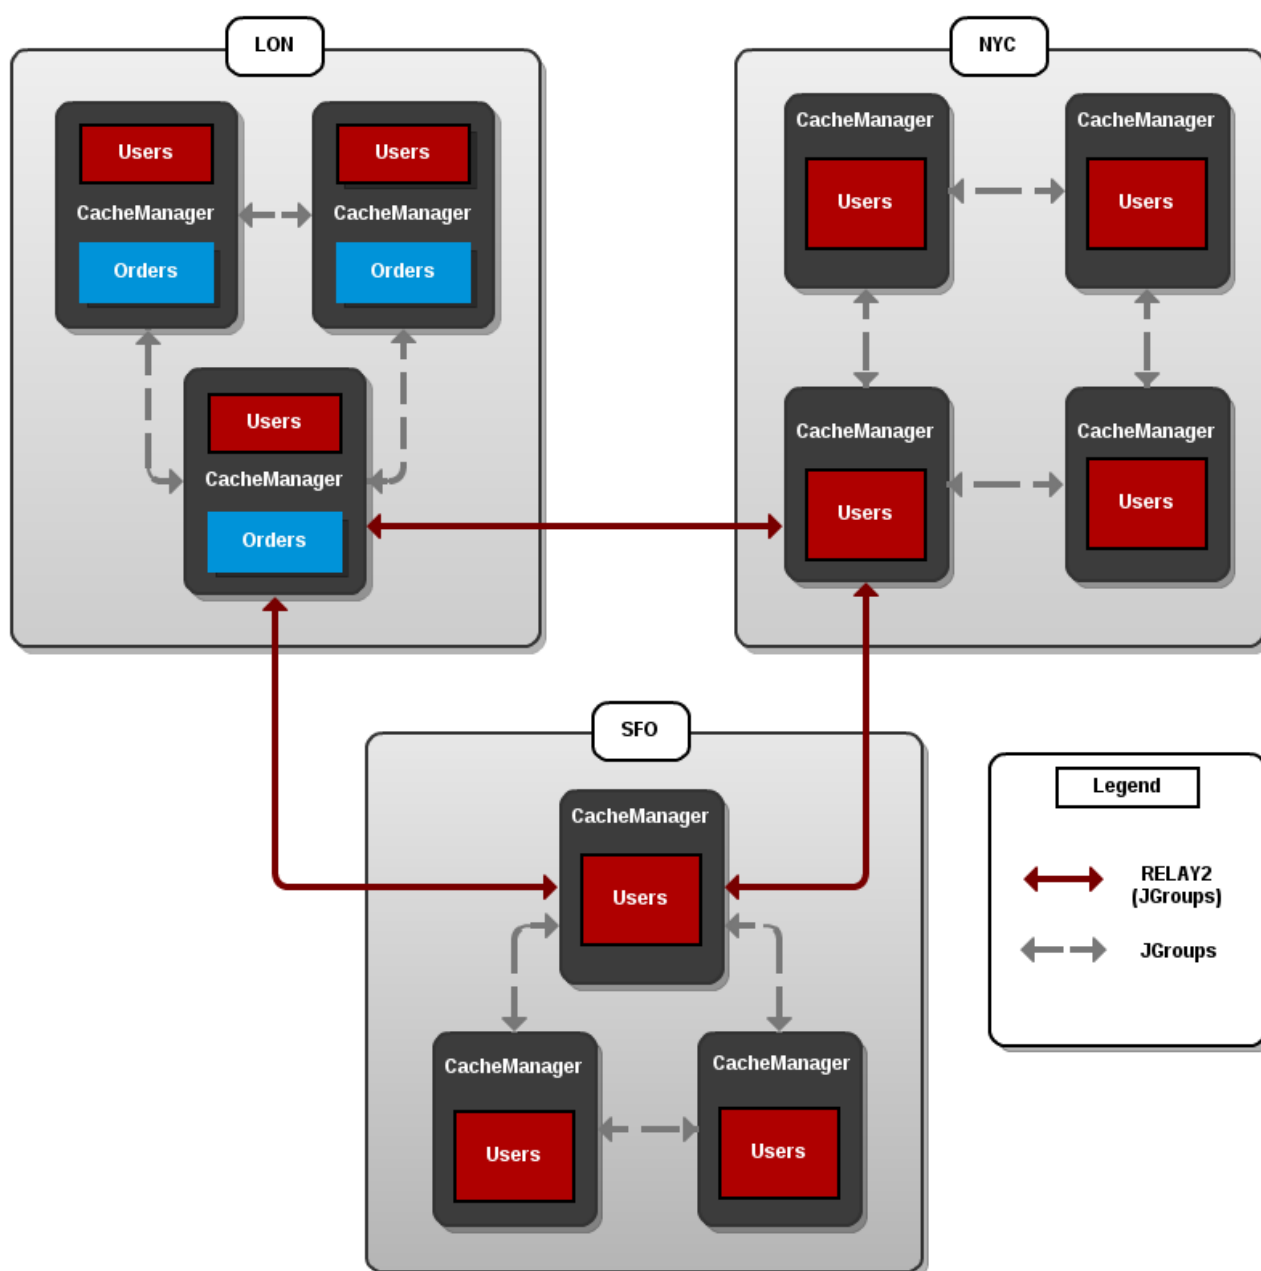 LON
Users
CacheManager
Orders
Users
CacheManager
Orders
Users
CacheManager
Orders
NYC
CacheManager
Users
CacheManager
Users
CacheManager
Users
CacheManager
Users
SFO
CacheManager
Users
CacheManager
Users
CacheManager
Users
Legend
RELAY2
(JGroups)
JGroups